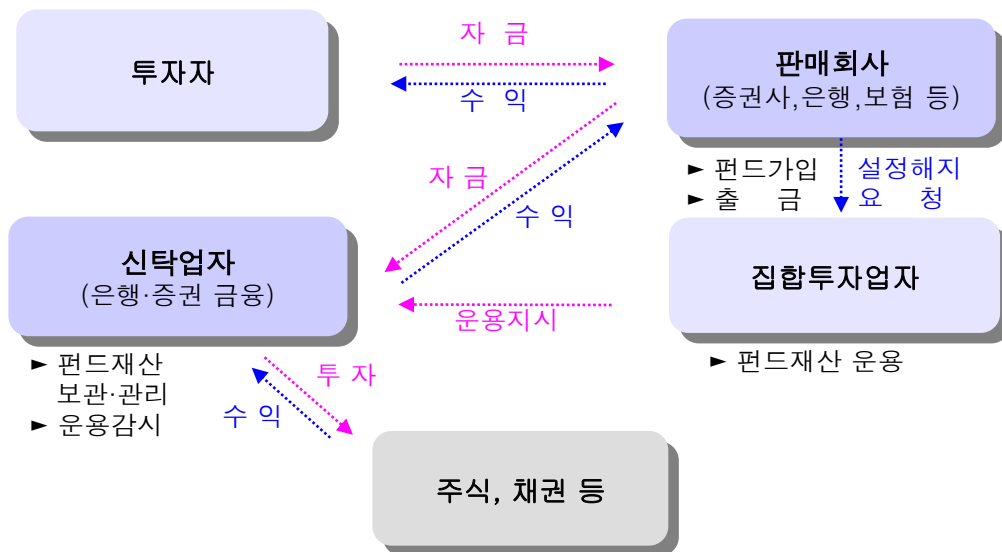 투자자
자 금
수 익
판매회사
(증권사,은행,보험 등)
► 펀드가입
► 출 금
설정해지
요 청
자 금
수 익
신탁업자
(은행·증권 금융)
► 펀드재산
보관·관리
► 운용감시
집합투자업자
► 펀드재산 운용
운용지시
투 자
수 익
주식, 채권 등